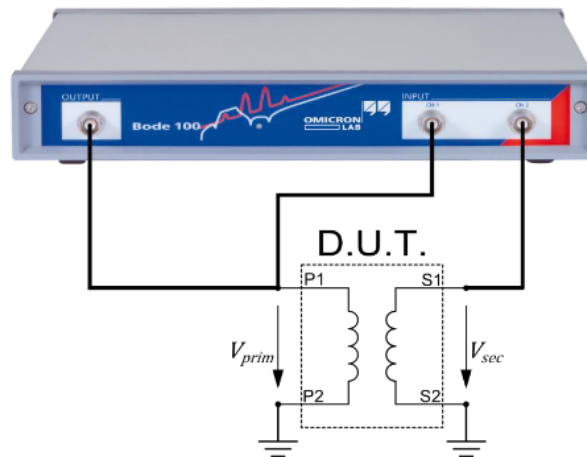 OUTPUT
INPUT
CH 1
CH 2
Bode 100
OMICRON
LAB
D.U.T.
P1
S1
Vprim
Vsec
P2
S2